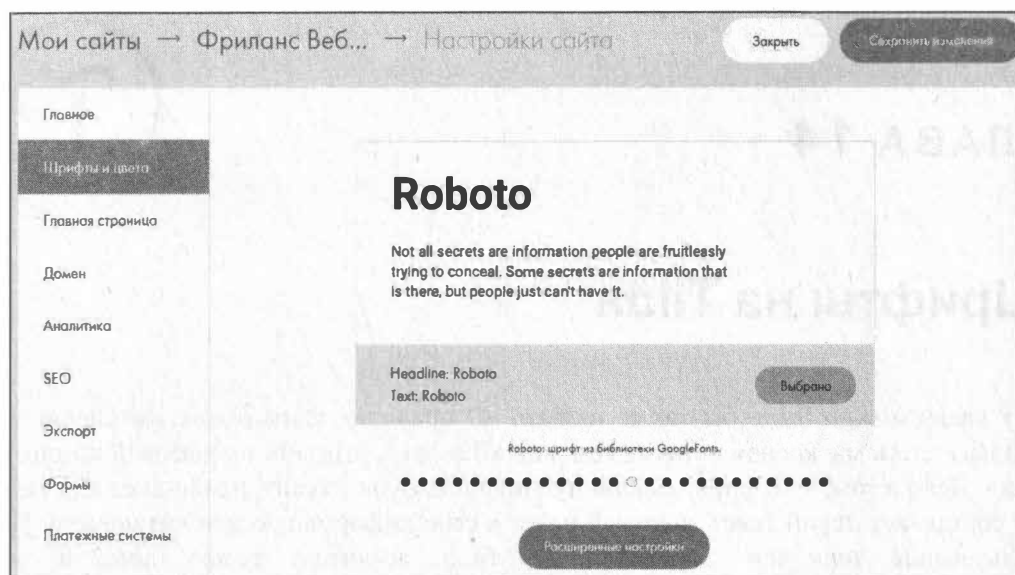 Мои сайты → Фриланс Веб... → Настройки сайта
Закрыть
Сохранить изменения
Главное
Шрифты и цвета
Главная страница
Домен
Аналитика
SEO
Экспорт
Формы
Платежные системы
Roboto
Not all secrets are information people are fruitlessly
trying to conceal. Some secrets are information that
is there, but people just can't have it.
Headline: Roboto
Text: Roboto
Выбрано
Roboto: шрифт из библиотеки GoogleFonts
Расширенные настройки